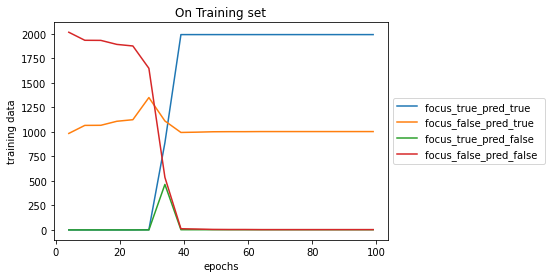 On Training set
training data
2000
1750
1500
1250
1000
750
500
250
0
0
20
40
60
80
100
epochs
focus_true_pred_true
focus_false_pred_true
focus_true_pred_false
focus_false_pred_false